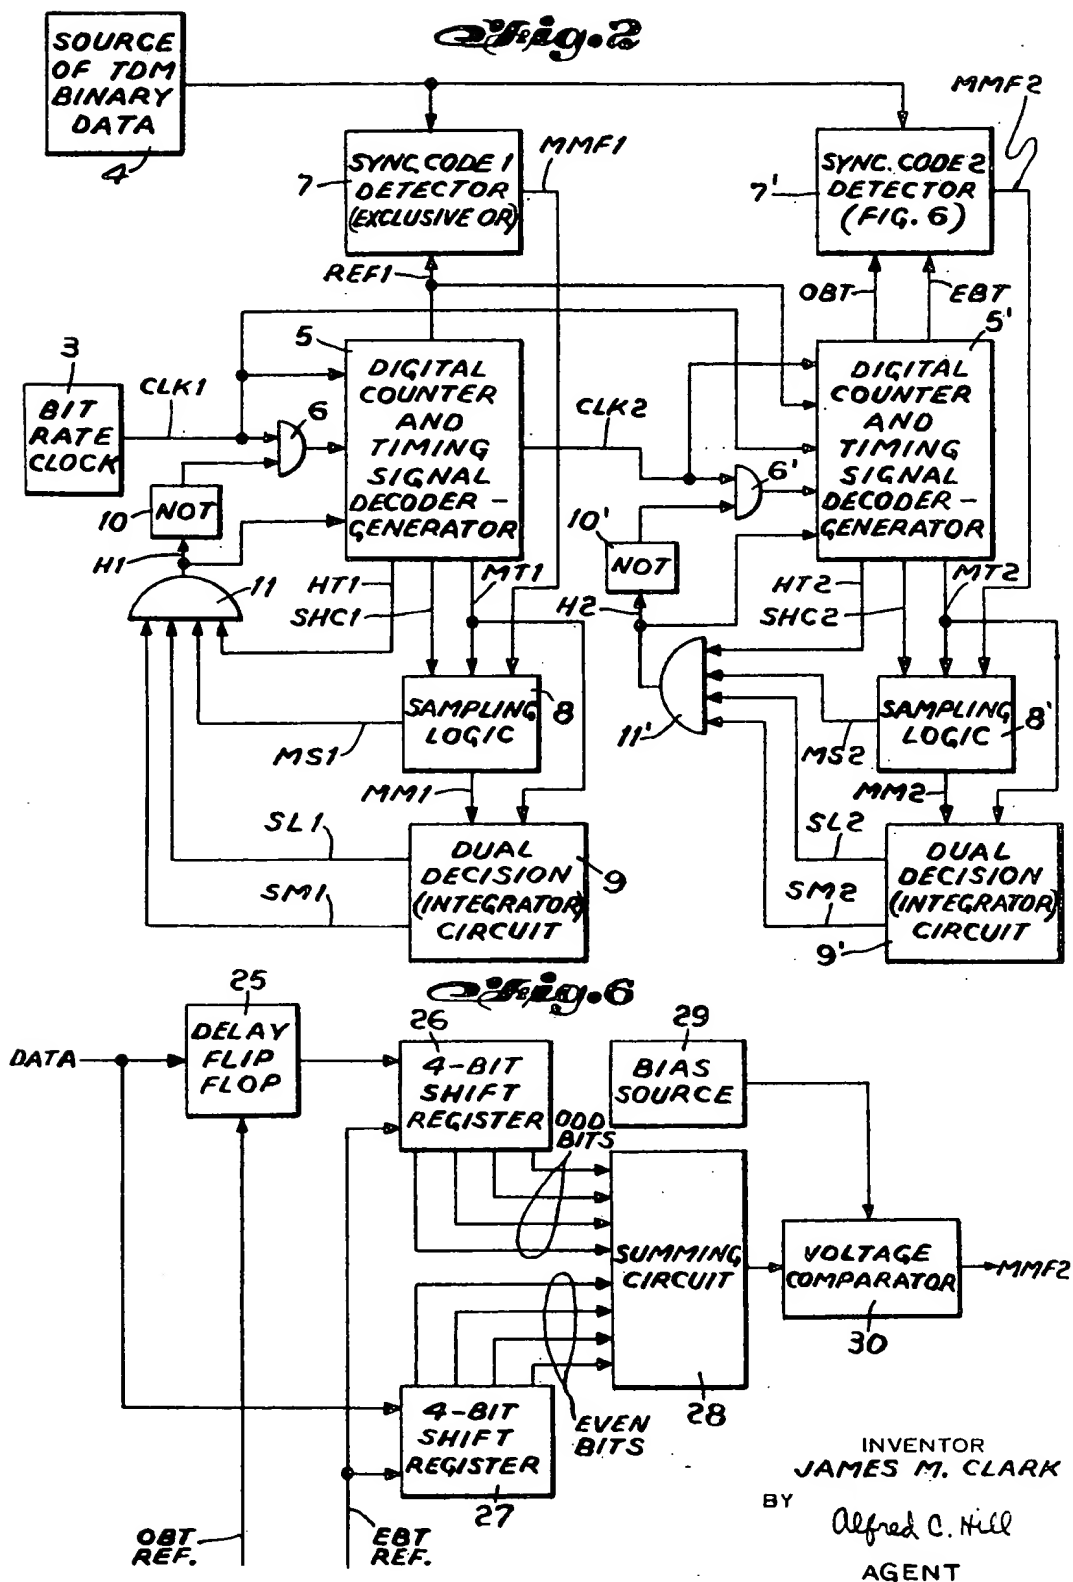 Fig. 2
SOURCE
OF TDM
BINARY
DATA
4
MMF2
SYNC. CODE 1
DETECTOR
(EXCLUSIVE OR)
7
MMF1
SYNC. CODE 2
DETECTOR
(FIG. 6)
7'
REF1
OBT
EBT
5
5'
3
BIT
RATE
CLOCK
CLK1
6
DIGITAL
COUNTER
AND
TIMING
SIGNAL
DECODER-
GENERATOR
CLK2
6'
DIGITAL
COUNTER
AND
TIMING
SIGNAL
DECODER-
GENERATOR
10
NOT
10'
NOT
H1
11
HT1
SHC1
MT1
H2
HT2
SHC2
MT2
SAMPLING
LOGIC
8
11'
SAMPLING
LOGIC
8'
MS1
MS2
MM1
MM2
SL1
SL2
DUAL
DECISION
(INTEGRATOR)
CIRCUIT
9
SM1
SM2
DUAL
DECISION
(INTEGRATOR)
CIRCUIT
9'
Fig. 6
25
DELAY
FLIP
FLOP
DATA
26
4-BIT
SHIFT
REGISTER
29
BIAS
SOURCE
ODD
BITS
SUMMING
CIRCUIT
28
VOLTAGE
COMPARATOR
30
MMF2
EVEN
BITS
4-BIT
SHIFT
REGISTER
27
OBT
REF.
EBT
REF.
INVENTOR
JAMES M. CLARK
BY
Alfred C. Hill
AGENT